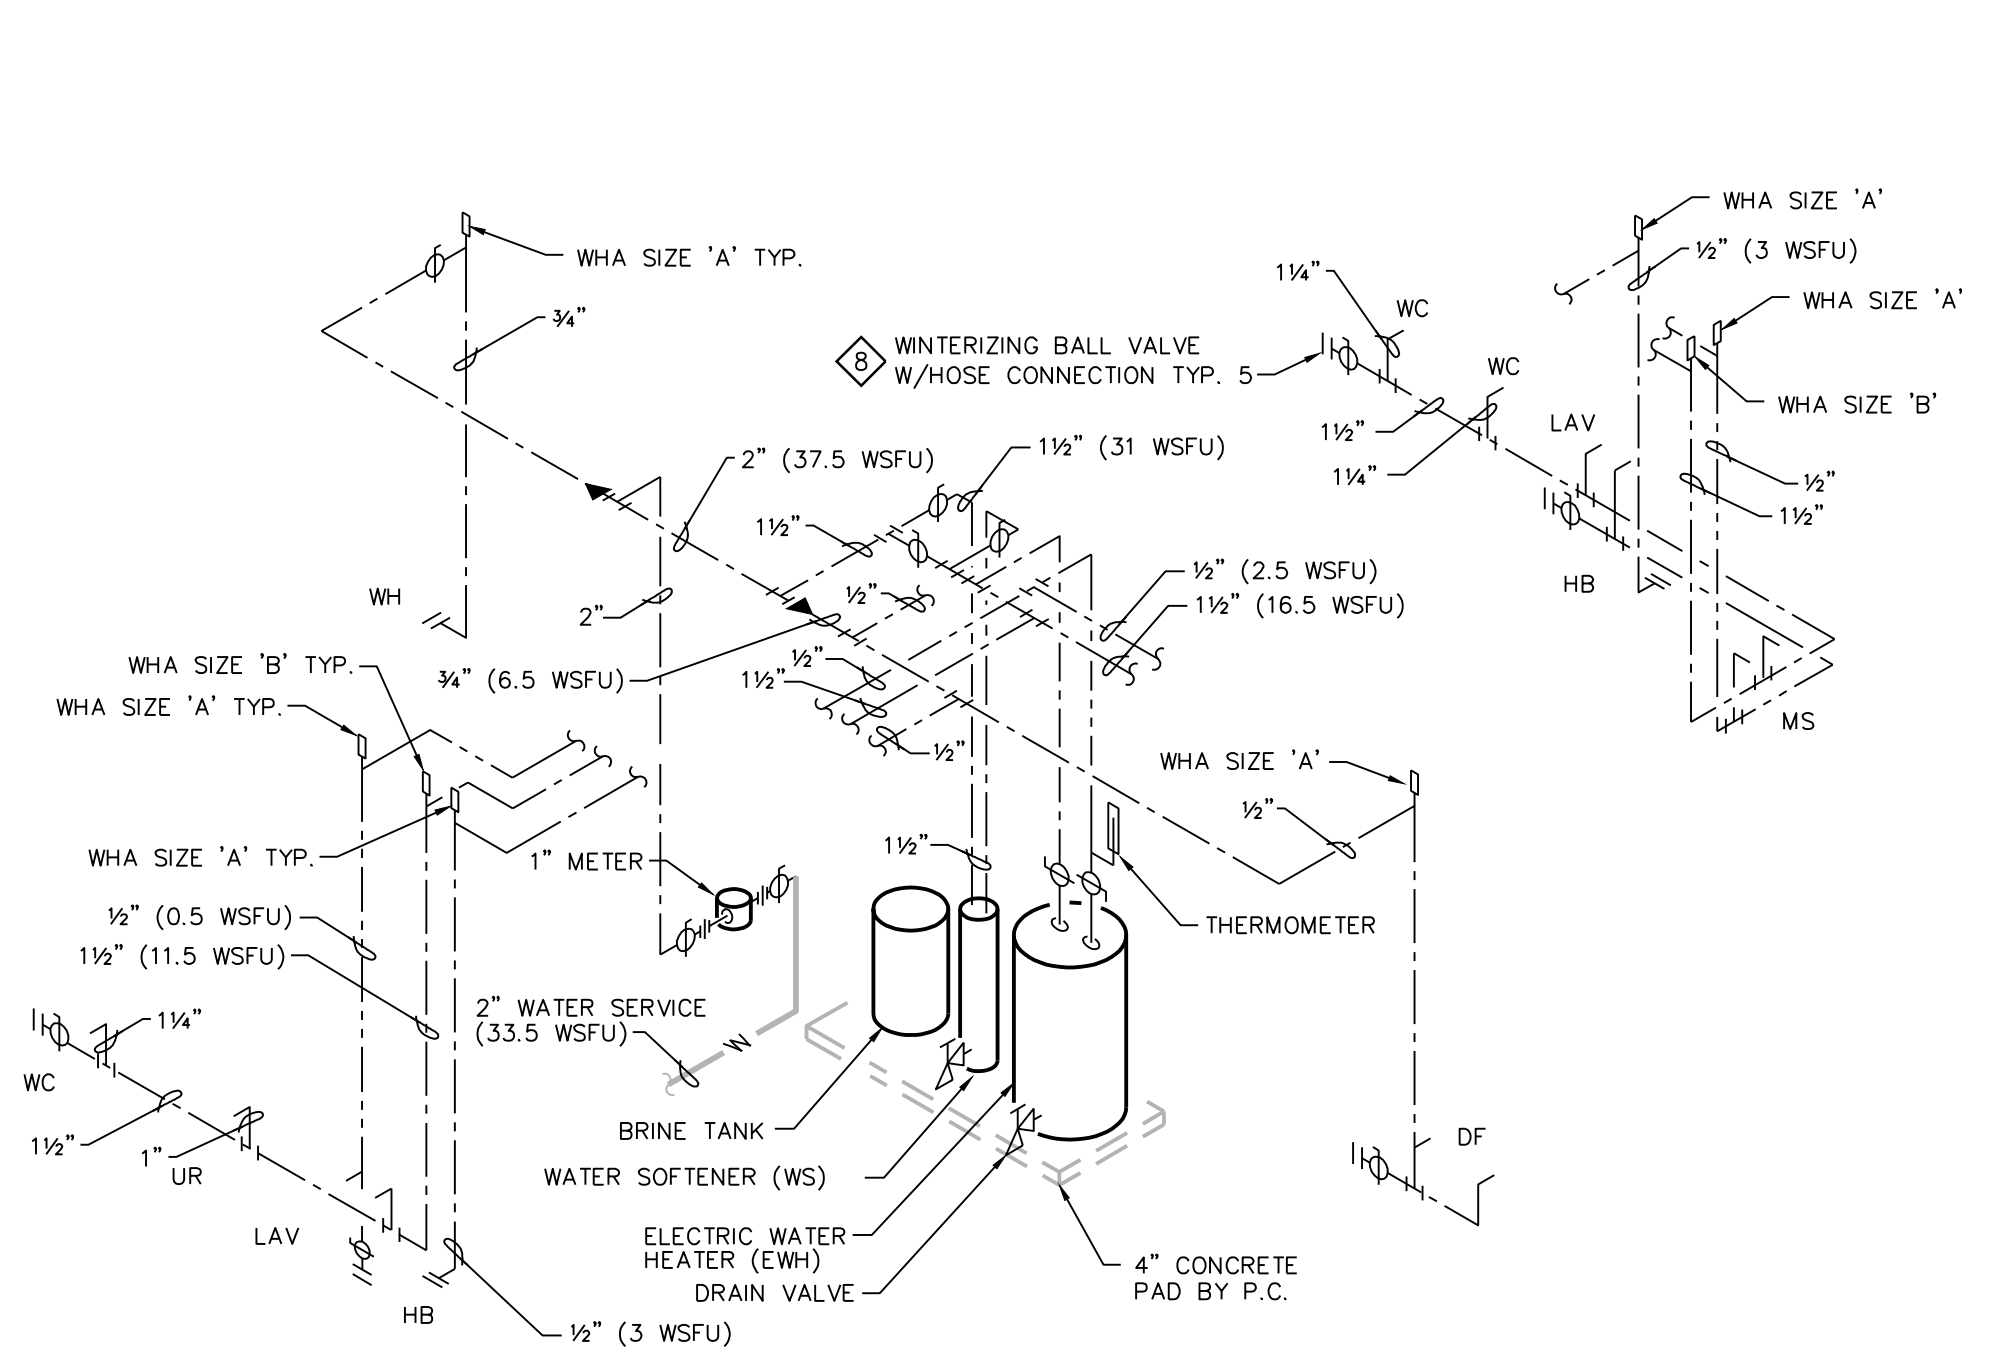 WHA SIZE 'A'
½" (3 WSFU)
WHA SIZE 'A' TYP.
1¼"
WHA SIZE 'A'
WC
¾"
WINTERIZING BALL VALVE
8
W/HOSE CONNECTION TYP. 5
WC
WHA SIZE 'B'
LAV
1½"
1½" (31 WSFU)
2" (37.5 WSFU)
1¼"
½"
1½"
1½"
½" (2.5 WSFU)
HB
WH
½"
1½" (16.5 WSFU)
2"
½"
WHA SIZE 'B' TYP.
¾" (6.5 WSFU)
1½"
WHA SIZE 'A' TYP.
MS
½"
WHA SIZE 'A'
½"
1½"
WHA SIZE 'A' TYP.
1" METER
½" (0.5 WSFU)
THERMOMETER
1½" (11.5 WSFU)
2" WATER SERVICE
(33.5 WSFU)
1¼"
WC
BRINE TANK
DF
1½"
1"
UR
WATER SOFTENER (WS)
LAV
ELECTRIC WATER
HEATER (EWH)
4" CONCRETE
PAD BY P.C.
DRAIN VALVE
HB
½" (3 WSFU)